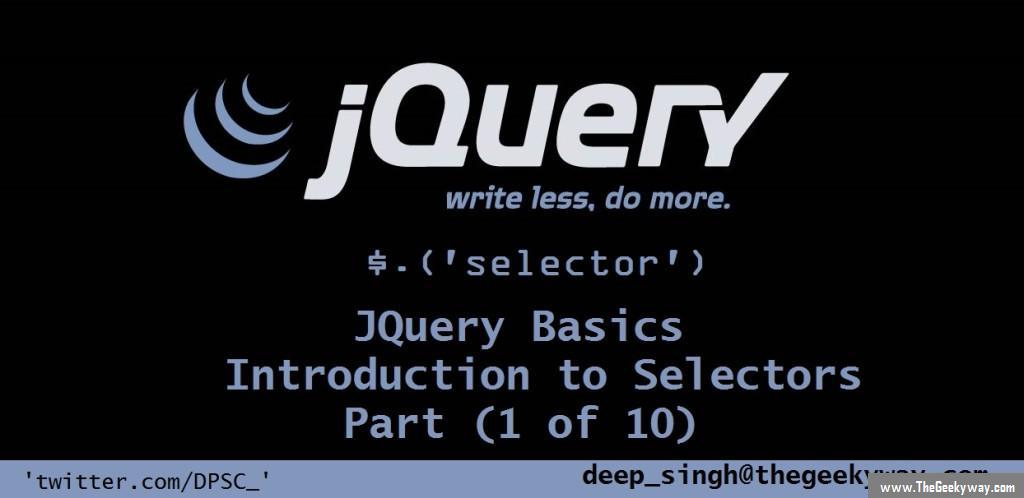 jQuery
write less, do more.
$.('selector')
JQuery Basics
Introduction to Selectors
Part (1 of 10)
'twitter.com/DPSC_'
deep_singh@thegeekyway.com
www.TheGeekyway.com